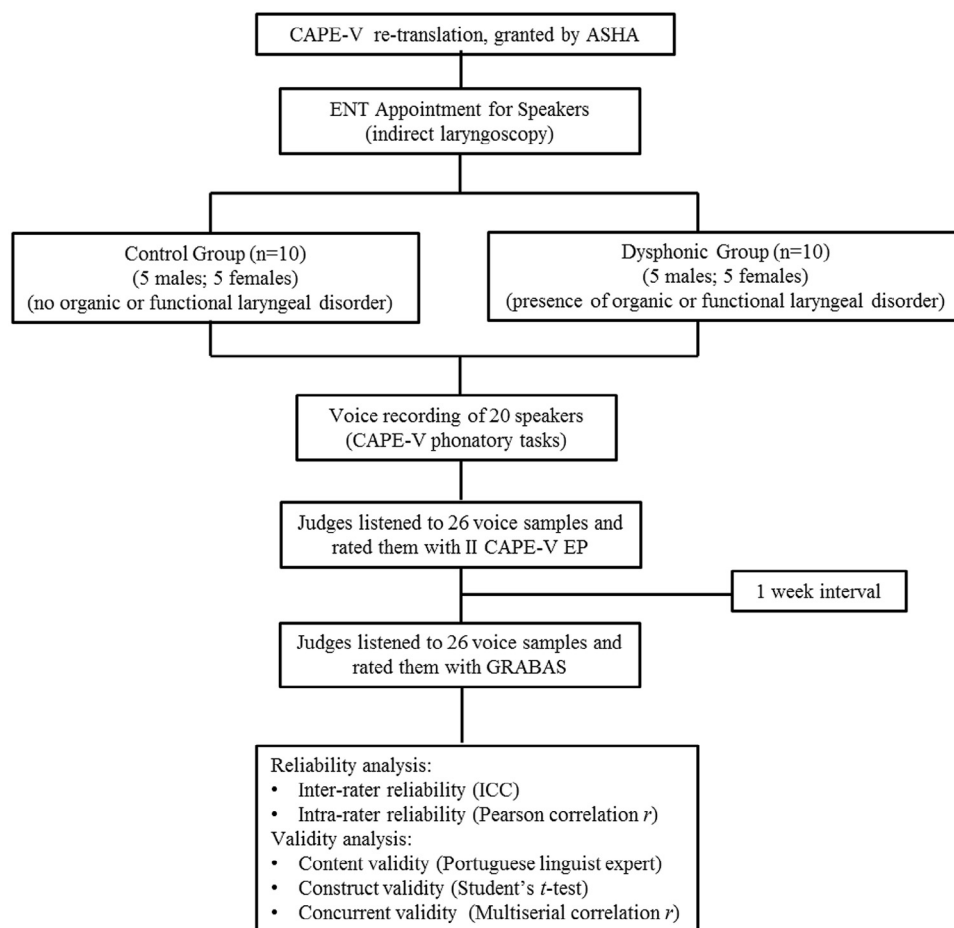 CAPE-V re-translation, granted by ASHA
ENT Appointment for Speakers
(indirect laryngoscopy)
Control Group (n=10)
(5 males; 5 females)
(no organic or functional laryngeal disorder)
Dysphonic Group (n=10)
(5 males; 5 females)
(presence of organic or functional laryngeal disorder)
Voice recording of 20 speakers
(CAPE-V phonatory tasks)
Judges listened to 26 voice samples and
rated them with II CAPE-V EP
1 week interval
Judges listened to 26 voice samples and
rated them with GRABAS
Reliability analysis:
• Inter-rater reliability (ICC)
• Intra-rater reliability (Pearson correlation r)
Validity analysis:
• Content validity (Portuguese linguist expert)
• Construct validity (Student's t-test)
• Concurrent validity (Multiserial correlation r)